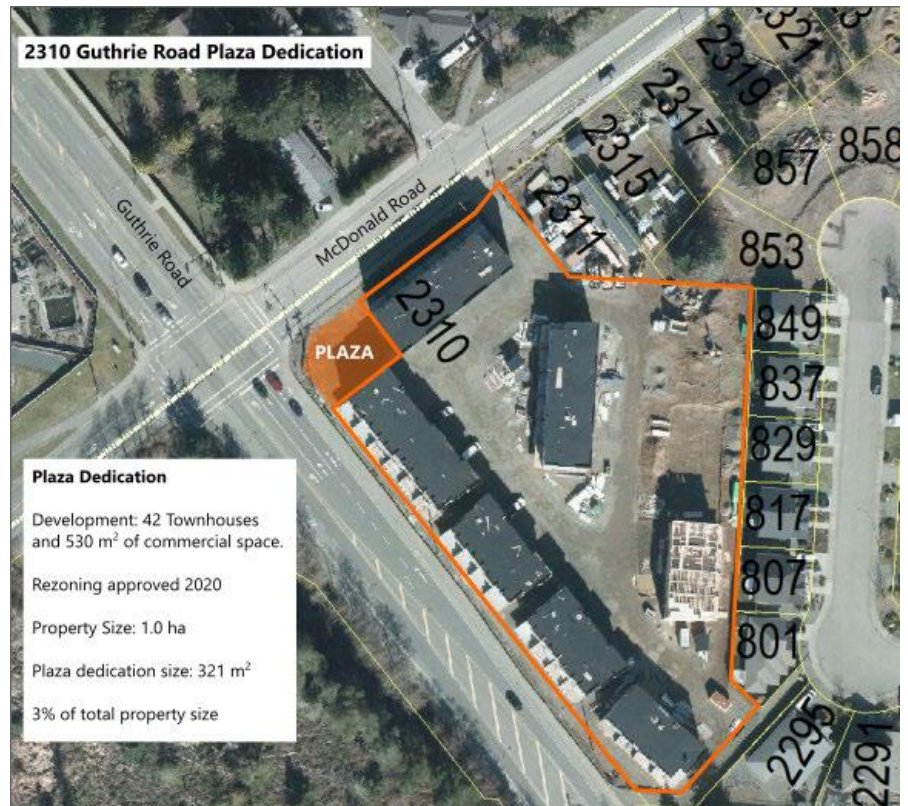 2310 Guthrie Road Plaza Dedication
2321
2319
2317
2315
2311
857
858
853
Guthrie Road
McDonald Road
2310
PLAZA
849
837
829
817
807
801
2295
2291
Plaza Dedication
Development: 42 Townhouses
and 530 m² of commercial space.
Rezoning approved 2020
Property Size: 1.0 ha
Plaza dedication size: 321 m²
3% of total property size